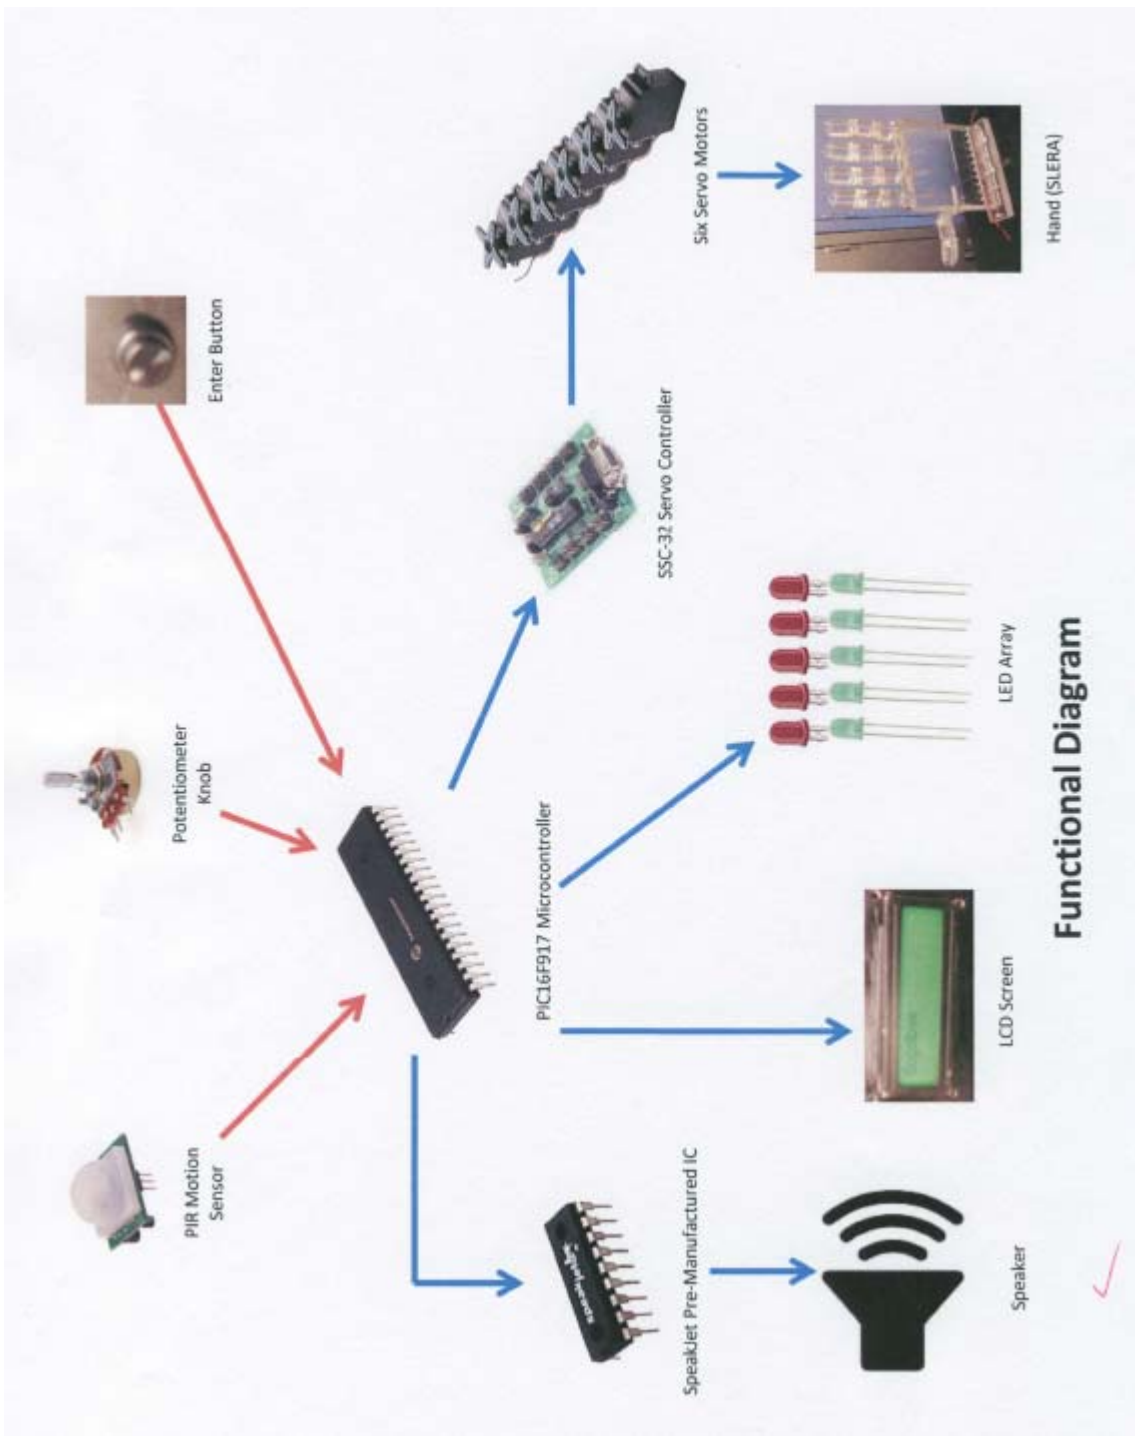 PIR Motion
Sensor
Potentiometer
Knob
Enter Button
PIC16F917 Microcontroller
SSC-32 Servo Controller
Six Servo Motors
SpeakJet Pre-Manufactured IC
Speaker
LCD Screen
LED Array
Hand (SLERA)
Functional Diagram